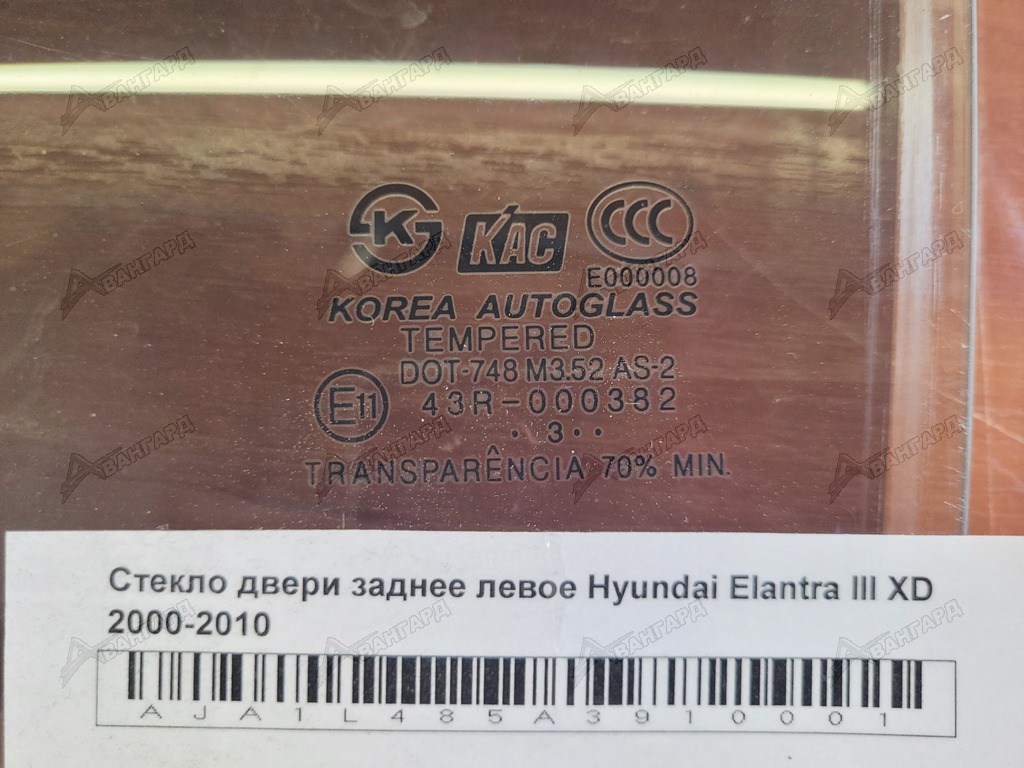 K
KAC
CCC
E000008
KOREA AUTOGLASS
TEMPERED
DOT-748 M3.52 AS-2
E11 43R-000382
. 3 . .
TRANSPARÊNCIA 70% MIN.
Стекло двери заднее левое Hyundai Elantra III XD
2000-2010
AJA1L485A3910001
АВАНГАРД